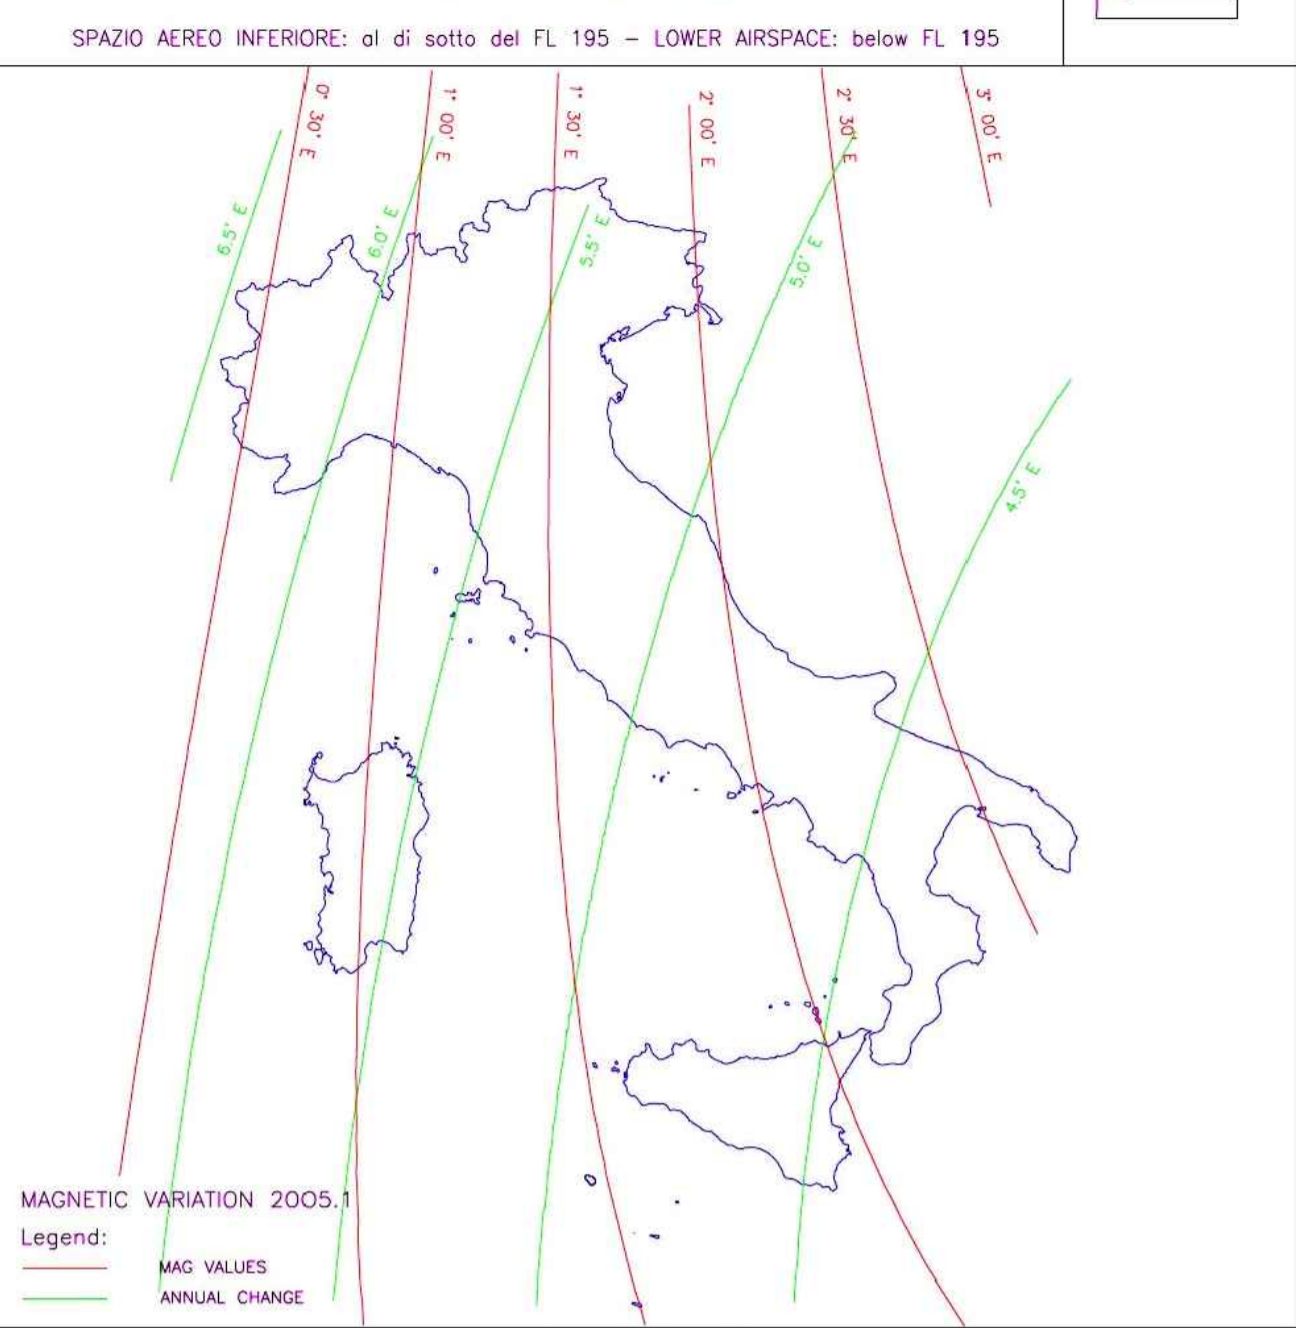 SPAZIO AEREO INFERIORE: al di sotto del FL 195 – LOWER AIRSPACE: below FL 195
0° 30' E
1° 00' E
1° 30' E
2° 00' E
2° 30' E
3° 00' E
6.5' E
6.0' E
5.5' E
5.0' E
4.5' E
MAGNETIC VARIATION 2005.1
Legend:
MAG VALUES
ANNUAL CHANGE